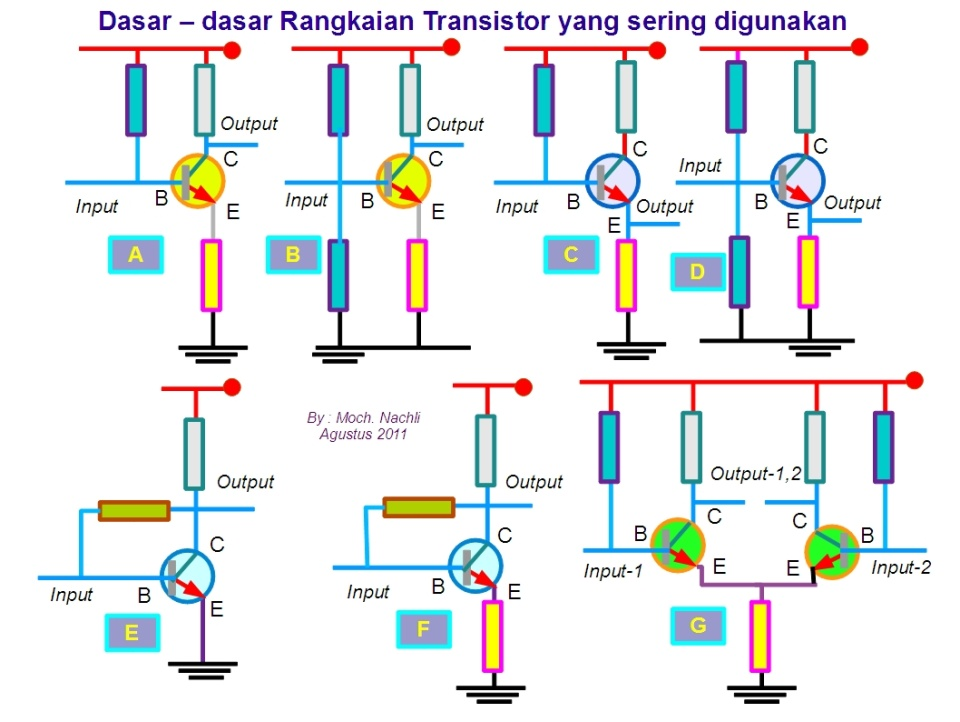 Dasar – dasar Rangkaian Transistor yang sering digunakan
Output
C
B
E
Input
A
Output
C
B
E
Input
B
C
Output
B
E
Input
C
Input
C
Output
B
E
D
By : Moch. Nachli
Agustus 2011
Output
C
B
E
Input
E
Output
C
B
E
Input
F
Output-1,2
C
C
B
B
E
E
Input-1
Input-2
G